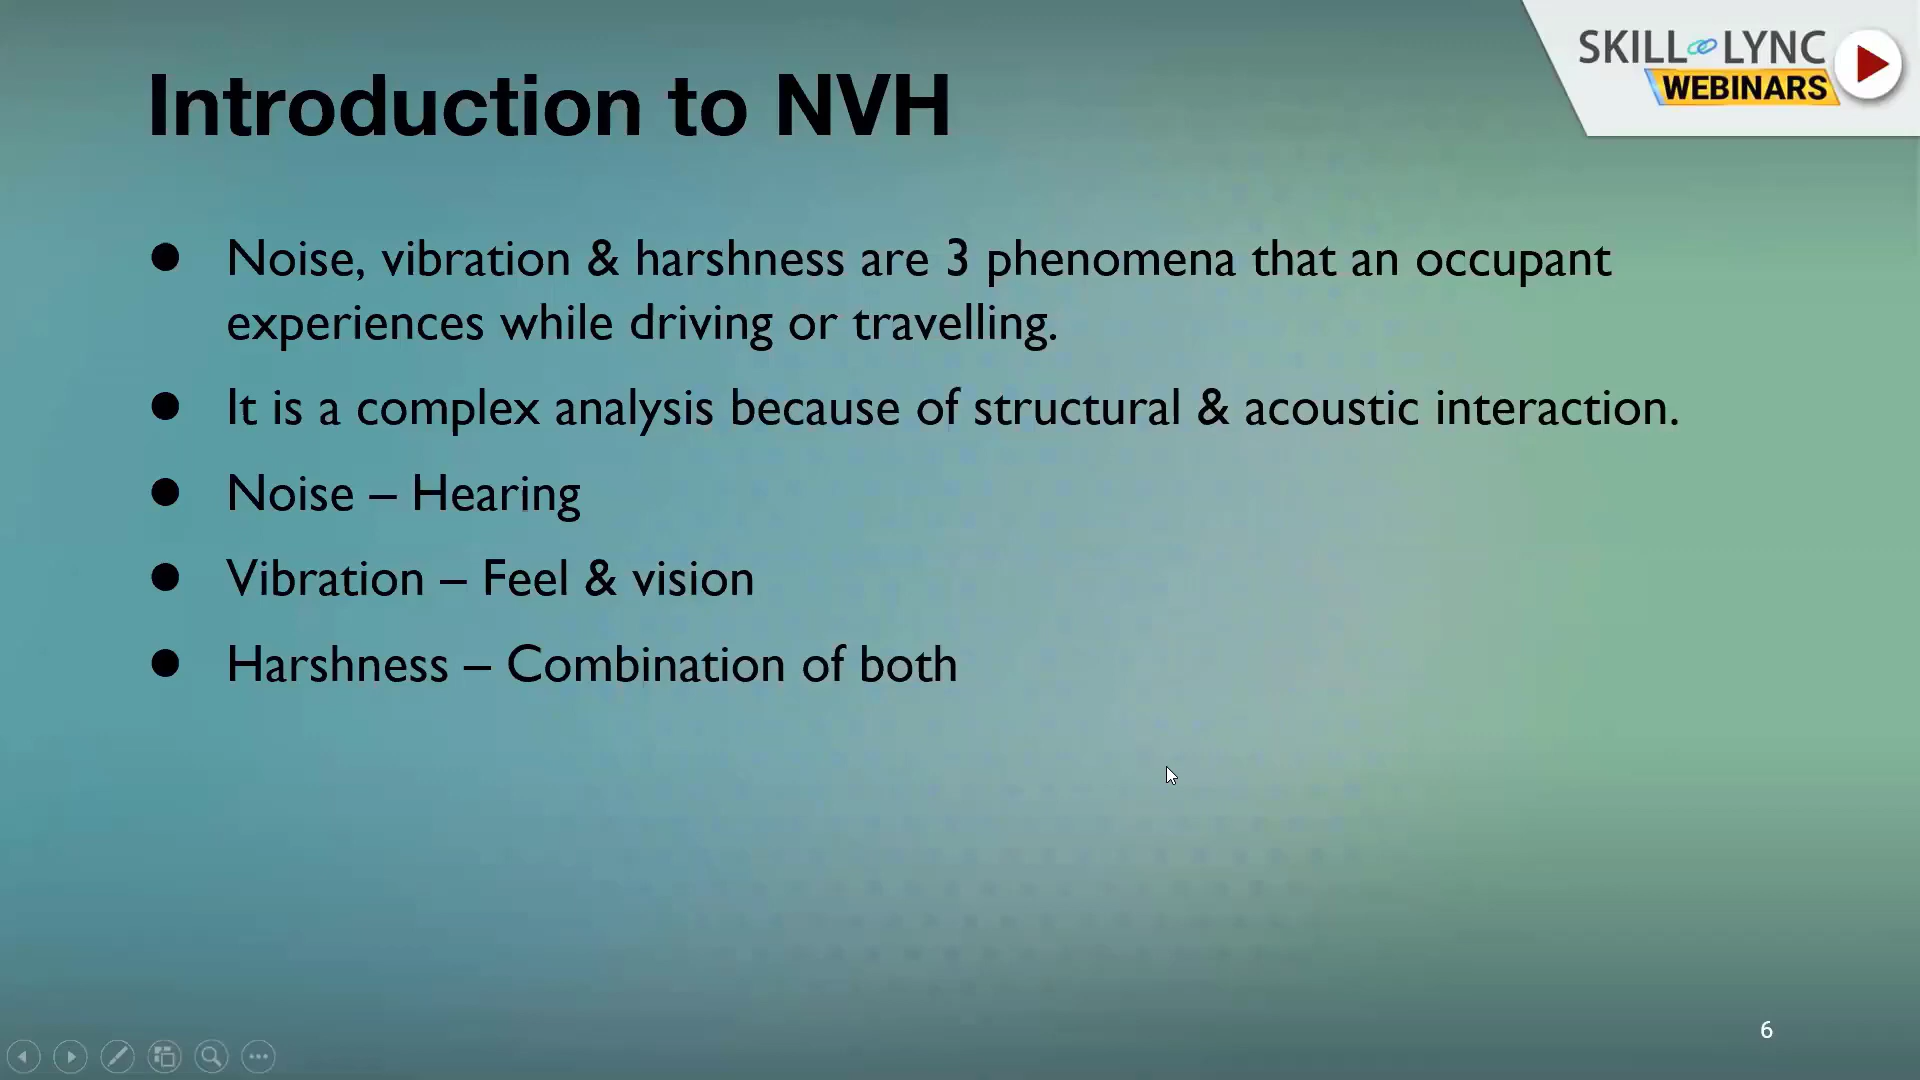 SKILL LYNC
WEBINARS
Introduction to NVH
● Noise, vibration & harshness are 3 phenomena that an occupant
experiences while driving or travelling.
● It is a complex analysis because of structural & acoustic interaction.
● Noise – Hearing
● Vibration – Feel & vision
● Harshness – Combination of both
6